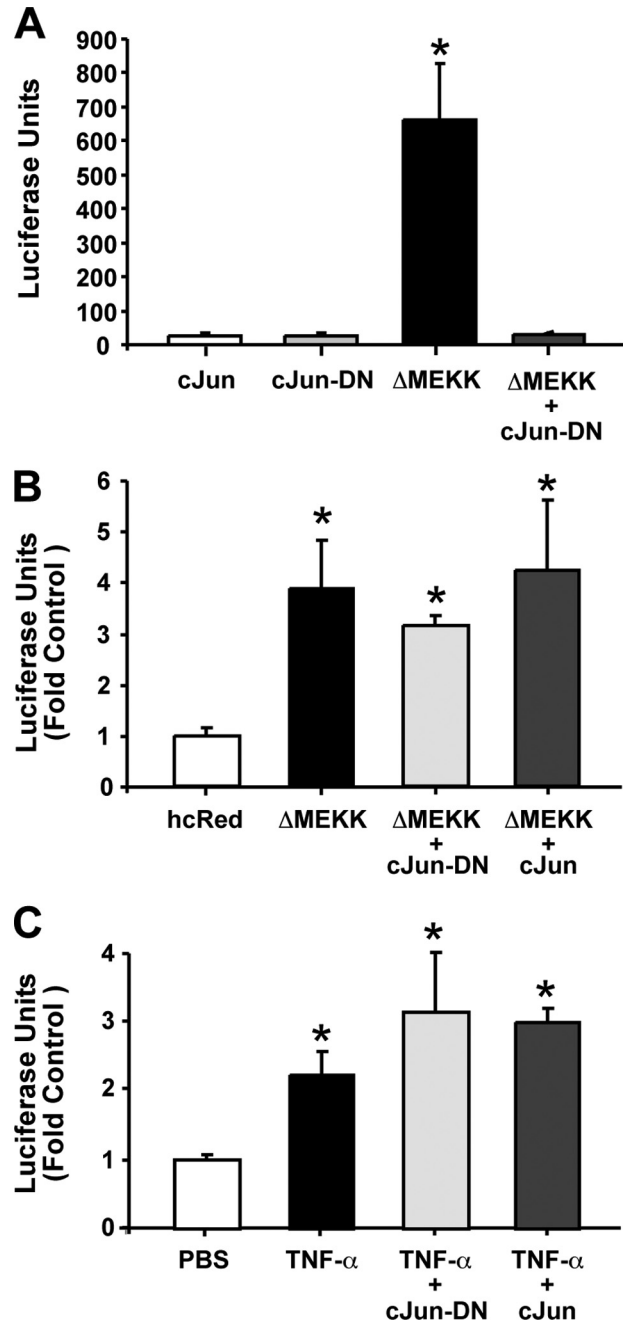 A
Luciferase Units
900
800
700
600
500
400
300
200
100
0
*
cJun cJun-DN ΔMEKK ΔMEKK
+
cJun-DN
B
Luciferase Units
(Fold Control )
6
5
4
3
2
1
0
* * *
hcRed ΔMEKK ΔMEKK ΔMEKK
+ +
cJun-DN cJun
C
Luciferase Units
(Fold Control )
4
3
2
1
0
* * *
PBS TNF-α TNF-α TNF-α
+ +
cJun-DN cJun